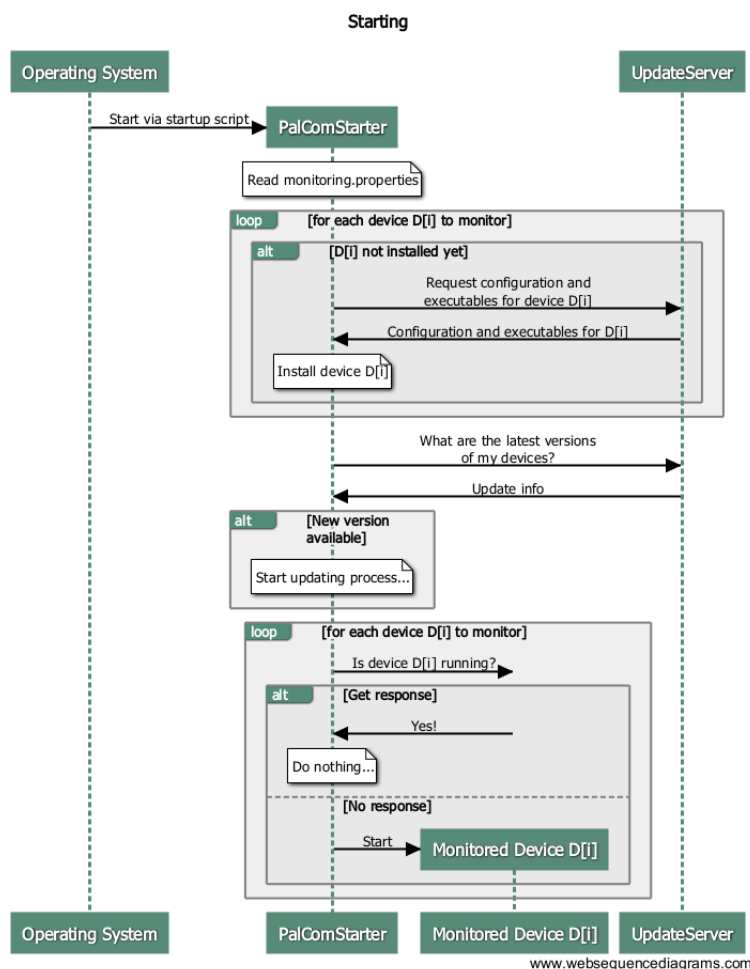 Starting
Operating System
UpdateServer
Start via startup script
PalComStarter
Read monitoring.properties
loop
[for each device D[i] to monitor]
alt
[D[i] not installed yet]
Request configuration and
executables for device D[i]
Configuration and executables for D[i]
Install device D[i]
What are the latest versions
of my devices?
Update info
alt
[New version
available]
Start updating process...
loop
[for each device D[i] to monitor]
Is device D[i] running?
alt
[Get response]
Yes!
Do nothing...
[No response]
Start
Monitored Device D[i]
Operating System
PalComStarter
Monitored Device D[i]
UpdateServer
www.websequencediagrams.com